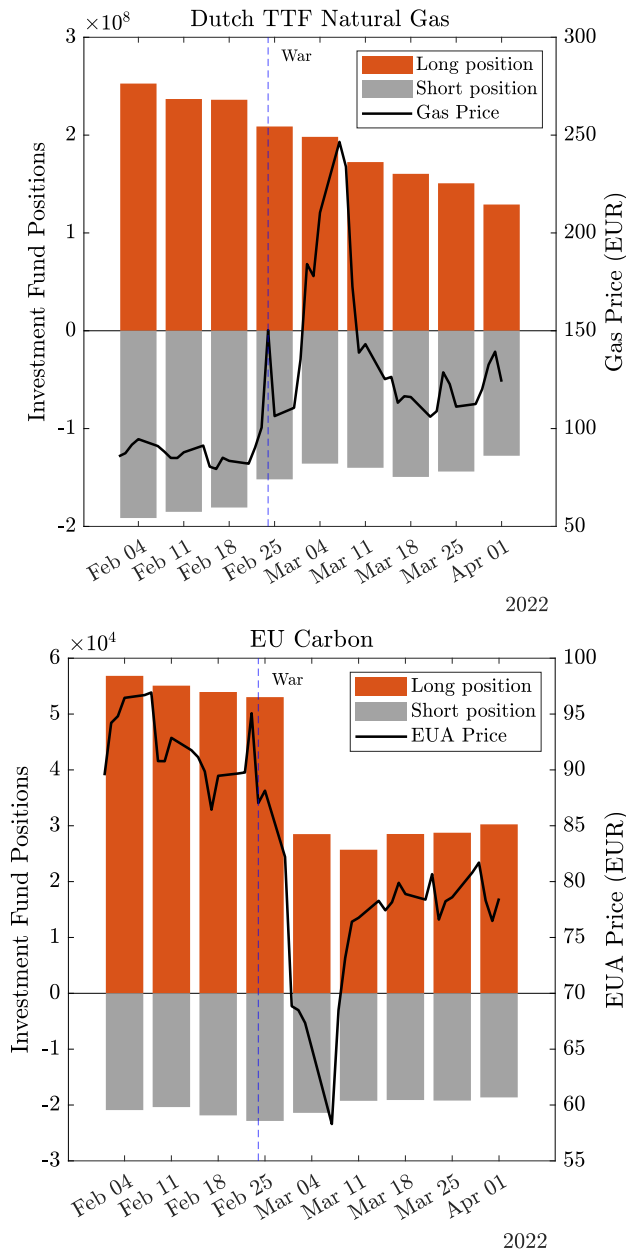 Dutch TTF Natural Gas
×10⁸
War
Long position
Short position
Gas Price
3
2
1
0
-1
-2
300
250
200
150
100
50
Investment Fund Positions
Gas Price (EUR)
Feb 04
Feb 11
Feb 18
Feb 25
Mar 04
Mar 11
Mar 18
Mar 25
Apr 01
2022
EU Carbon
×10⁴
War
Long position
Short position
EUA Price
6
5
4
3
2
1
0
-1
-2
-3
100
95
90
85
80
75
70
65
60
55
Investment Fund Positions
EUA Price (EUR)
Feb 04
Feb 11
Feb 18
Feb 25
Mar 04
Mar 11
Mar 18
Mar 25
Apr 01
2022